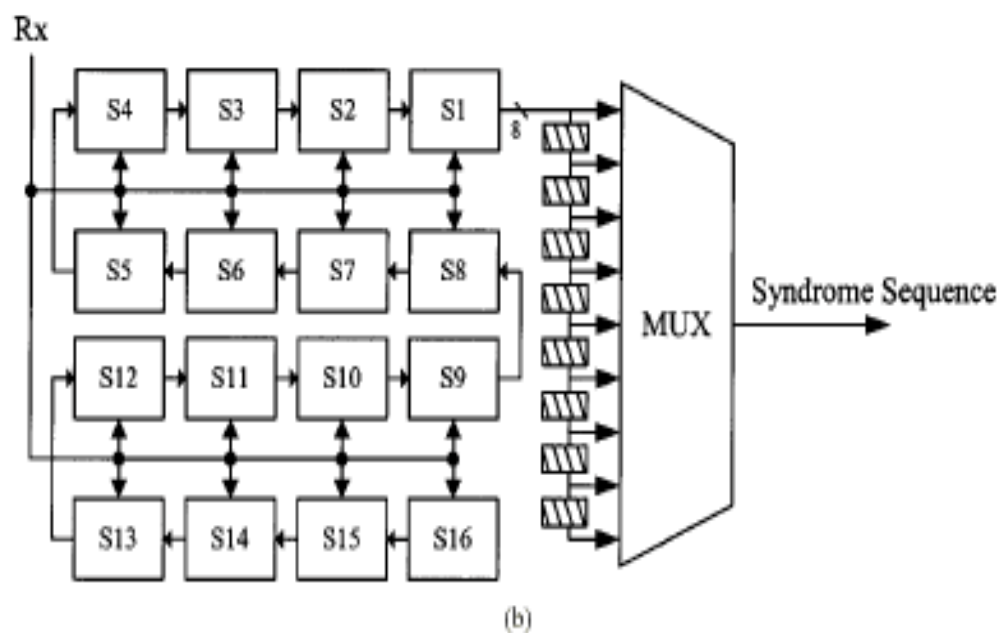 Rx
S4 S3 S2 S1
8
S5 S6 S7 S8
Syndrome Sequence
MUX
S12 S11 S10 S9
S13 S14 S15 S16
(b)